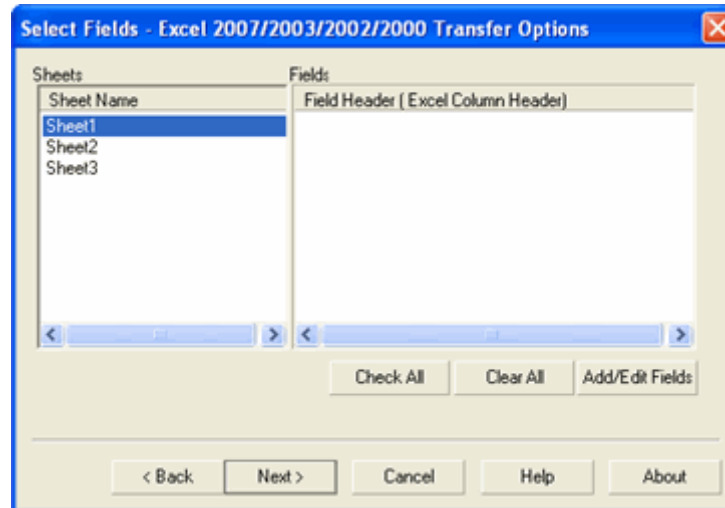 Select Fields - Excel 2007/2003/2002/2000 Transfer Options
Sheets
Fields
Sheet Name
Field Header ( Excel Column Header)
Sheet1
Sheet2
Sheet3
Check All
Clear All
Add/Edit Fields
< Back
Next >
Cancel
Help
About